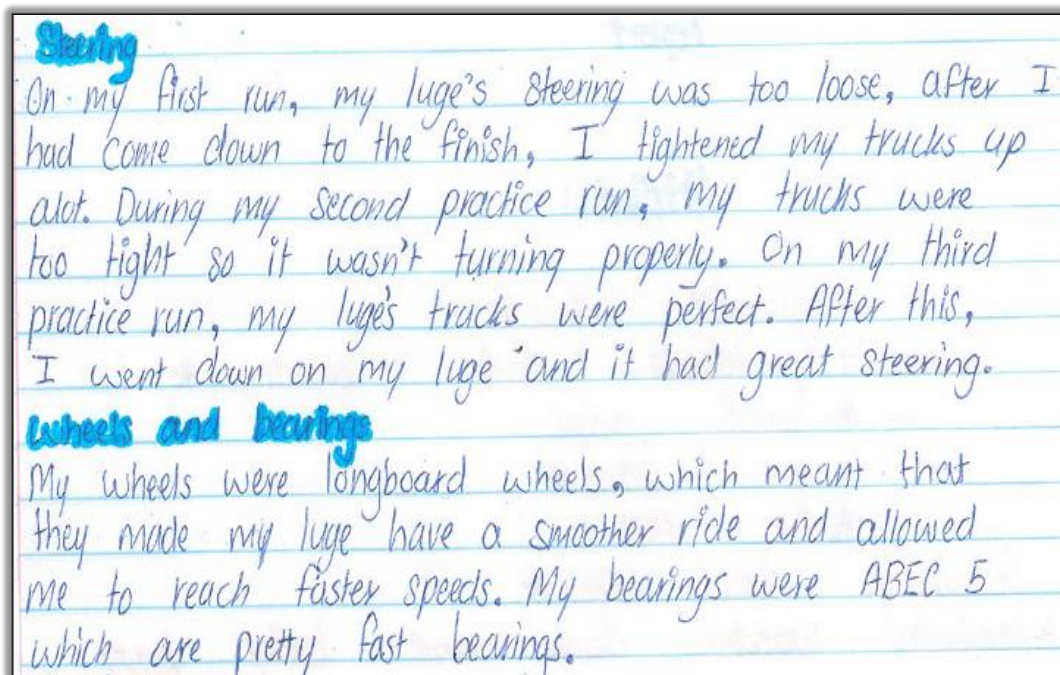 Steering
On my first run, my luge's steering was too loose, after I
had come down to the finish, I tightened my trucks up
alot. During my second practice run, my trucks were
too tight so it wasn't turning properly. On my third
practice run, my luge's trucks were perfect. After this,
I went down on my luge and it had great steering.
Wheels and bearings
My wheels were longboard wheels, which meant that
they made my luge have a smoother ride and allowed
me to reach faster speeds. My bearings were ABEC 5
which are pretty fast bearings.